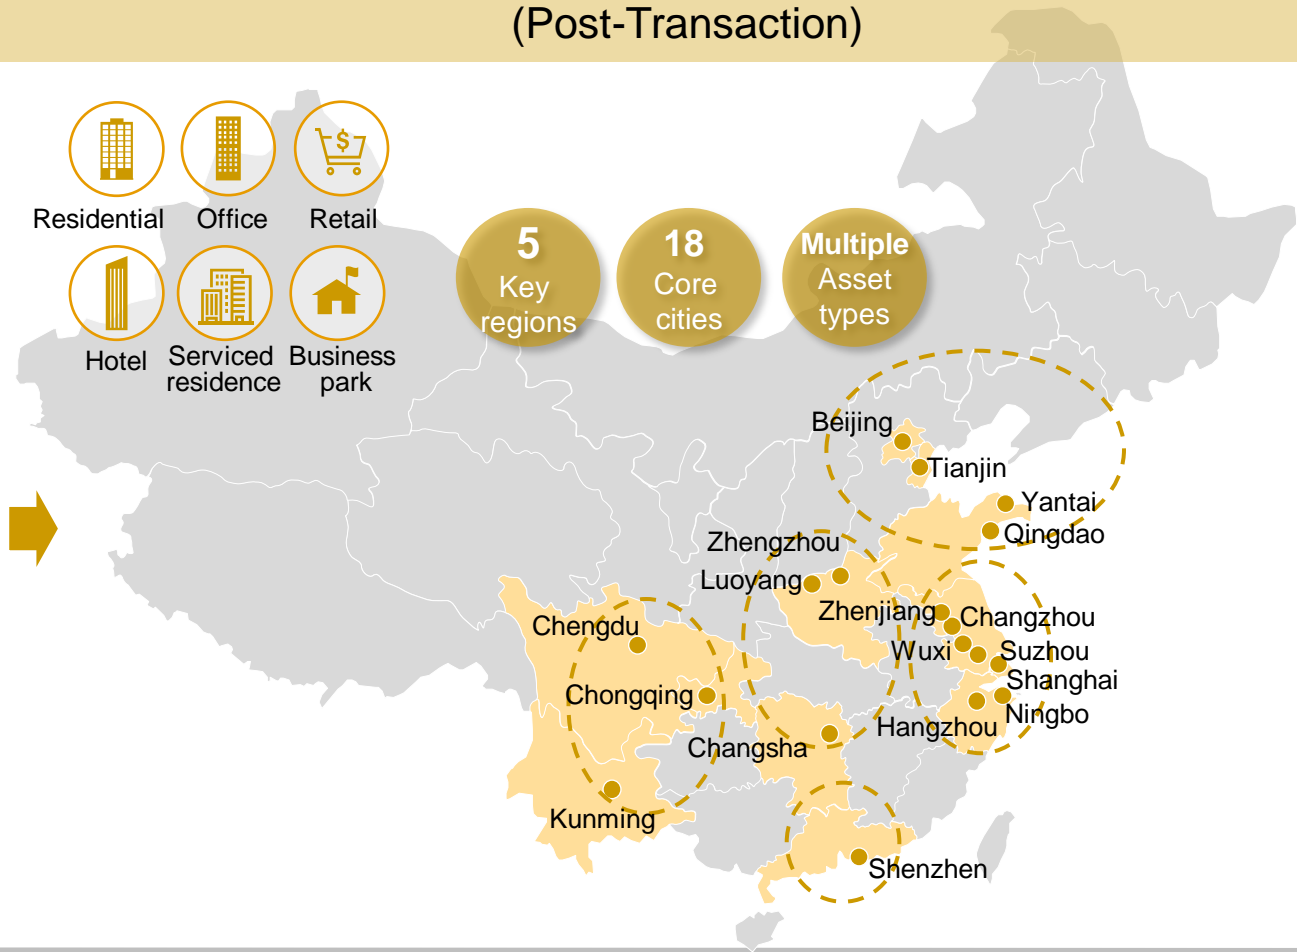 (Post-Transaction)
$
Residential
Office
Retail
Hotel
Serviced
residence
Business
park
5
Key
regions
18
Core
cities
Multiple
Asset
types
Beijing
Tianjin
Yantai
Qingdao
Zhengzhou
Luoyang
Zhenjiang
Changzhou
Wuxi
Suzhou
Shanghai
Ningbo
Hangzhou
Chengdu
Chongqing
Changsha
Kunming
Shenzhen